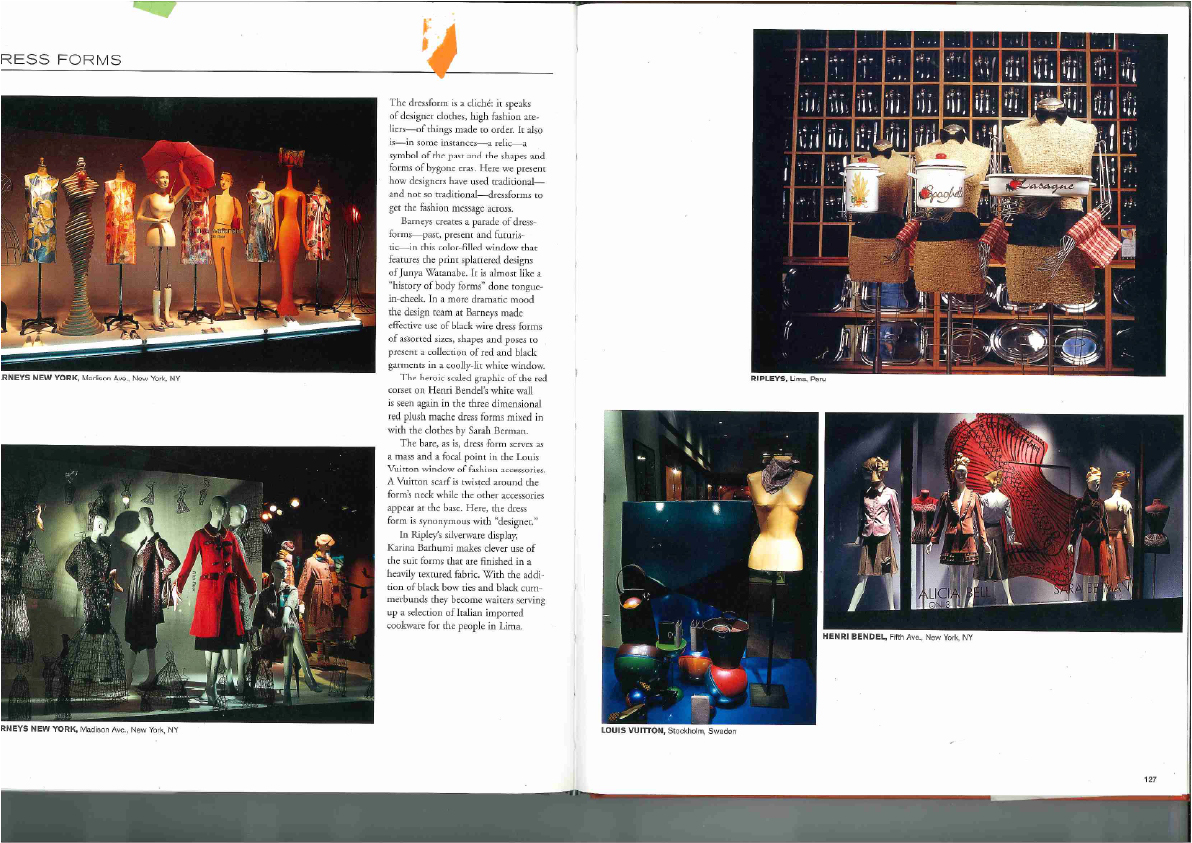 RESS FORMS
The dressform is a cliché: it speaks
of designer clothes, high fashion ate-
liers—of things made to order. It also
is—in some instances—a relic—a
symbol of the past and the shapes and
forms of bygone eras. Here we present
how designers have used traditional—
and not so traditional—dressforms to
get the fashion message across.
Barneys creates a parade of dress-
forms—past, present and futuris-
tic—in this color-filled window that
features the print splattered designs
of Junya Watanabe. It is almost like a
"history of body forms" done tongue-
in-cheek. In a more dramatic mood
the design team at Barneys made
effective use of black wire dress forms
of assorted sizes, shapes and poses to
present a collection of red and black
garments in a coolly-lit white window.
The heroic scaled graphic of the red
corset on Henri Bendel's white wall
is seen again in the three dimensional
red plush mache dress forms mixed in
with the clothes by Sarah Berman.
The bare, as is, dress form serves as
a mass and a focal point in the Louis
Vuitton window of fashion accessories.
A Vuitton scarf is twisted around the
form's neck while the other accessories
appear at the base. Here, the dress
form is synonymous with "designer."
In Ripley's silverware display,
Karina Barhumi makes clever use of
the suit forms that are finished in a
heavily textured fabric. With the addi-
tion of black bow ties and black cum-
merbunds they become waiters serving
up a selection of Italian imported
cookware for the people in Lima.
RNEYS NEW YORK, Madison Ave., New York, NY
RNEYS NEW YORK, Madison Ave., New York, NY
Spaghetti
Lasagne
RIPLEYS, Lima, Peru
LOUIS VUITTON, Stockholm, Sweden
ALICIA BELL
ON 3
SARA BERMAN
HENRI BENDEL, Fifth Ave., New York, NY
127